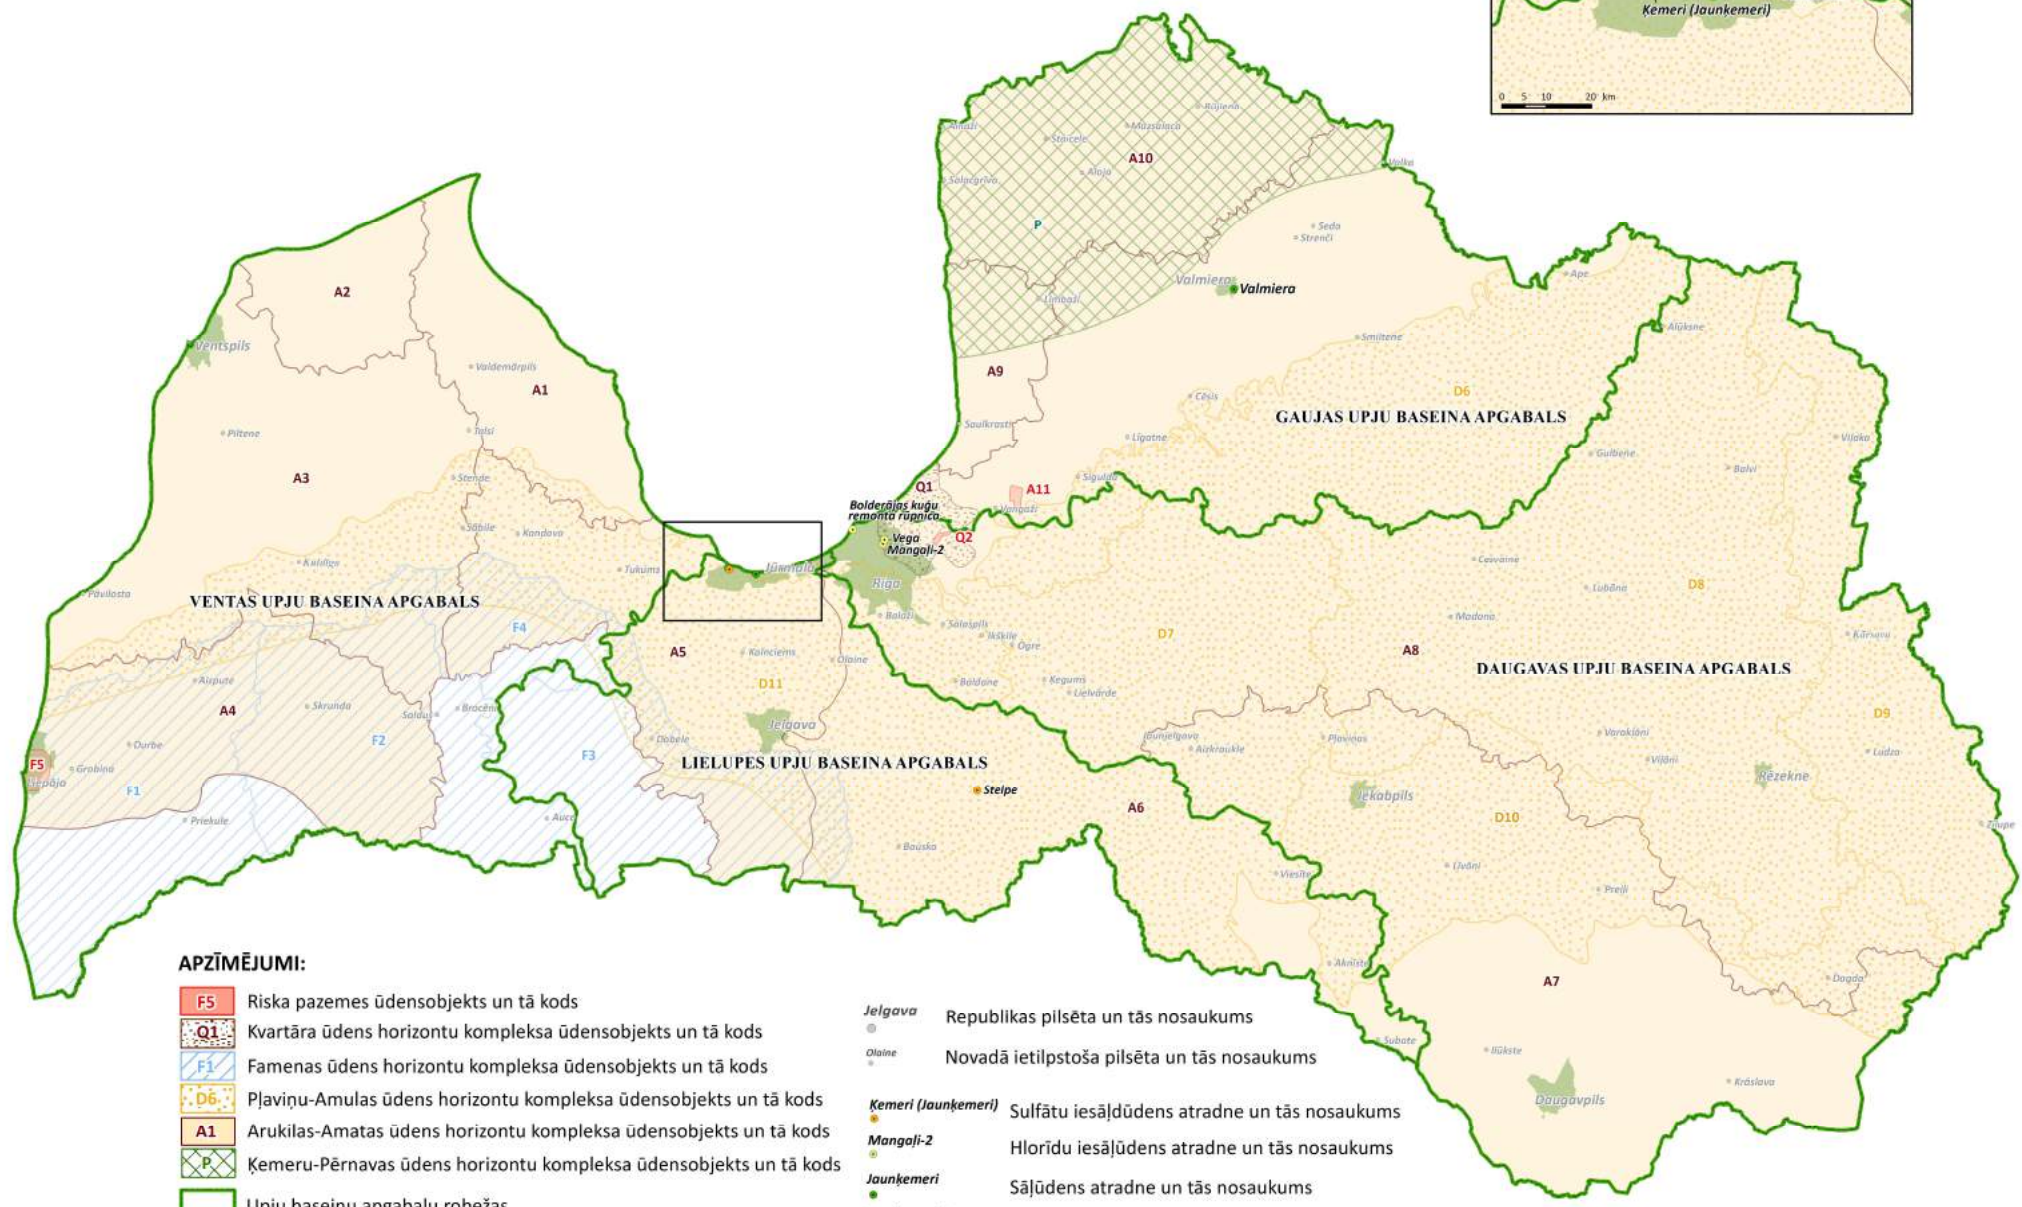 Ķemeri (Jaunķemeri)
0 5 10 20 km
Rūjiena
Ainaži
Staicele
Mazsalaca
A10
Aloja
Salacgrīva
Valka
P
Seda
Strenči
Valmiera
Valmiera
Limbaži
Ape
A2
Ventspils
Alūksne
Smiltene
Valdemārpils
A1
A9
D6
Cēsis
GAUJAS UPJU BASEINA APGABALS
Saulkrasti
Piltene
Talsi
Līgatne
Viļaka
Gulbene
Balvi
A3
Stende
Sigulda
Q1
A11
Vangaži
Bolderājas kuģu
remonta rūpnīca
Sabile
Kandava
Q2
Vega
Mangaļi-2
Kuldīga
Tukums
Jūrmala
Rīga
Cesvaine
Lubāna
D8
Pāvilosta
VENTAS UPJU BASEINA APGABALS
Baloži
Salaspils
Ikšķile
Ogre
Madona
F4
D7
Kārsava
A5
Kalnciems
Olaine
A8
DAUGAVAS UPJU BASEINA APGABALS
Aizpute
D11
Baldone
Ķegums
Lielvārde
A4
Skrunda
Saldus
Brocēni
D9
Jelgava
Durbe
F2
Dobele
Jaunjelgava
Aizkraukle
Pļaviņas
Varakļāni
Viļāni
Ludza
F5
Grobiņa
Liepāja
F3
LIELUPES UPJU BASEINA APGABALS
Rēzekne
F1
Stelpe
Jēkabpils
A6
Priekule
Auce
D10
Zilupe
Bauska
Viesīte
Līvāni
Preiļi
Aknīste
A7
Dagda
Subate
Ilūkste
Krāslava
Daugavpils
APZĪMĒJUMI:
F5 Riska pazemes ūdensobjekts un tā kods
Q1 Kvartāra ūdens horizontu kompleksa ūdensobjekts un tā kods
F1 Famenas ūdens horizontu kompleksa ūdensobjekts un tā kods
D6 Pļaviņu-Amulas ūdens horizontu kompleksa ūdensobjekts un tā kods
A1 Arukilas-Amatas ūdens horizontu kompleksa ūdensobjekts un tā kods
P Ķemeru-Pērnavas ūdens horizontu kompleksa ūdensobjekts un tā kods
Upju baseinu apgabalu robežas
Jelgava Republikas pilsēta un tās nosaukums
Olaine Novadā ietilpstoša pilsēta un tās nosaukums
Ķemeri (Jaunķemeri) Sulfātu iesāļdūdens atradne un tās nosaukums
Mangaļi-2 Hlorīdu iesāļūdens atradne un tās nosaukums
Jaunķemeri Sāļūdens atradne un tās nosaukums